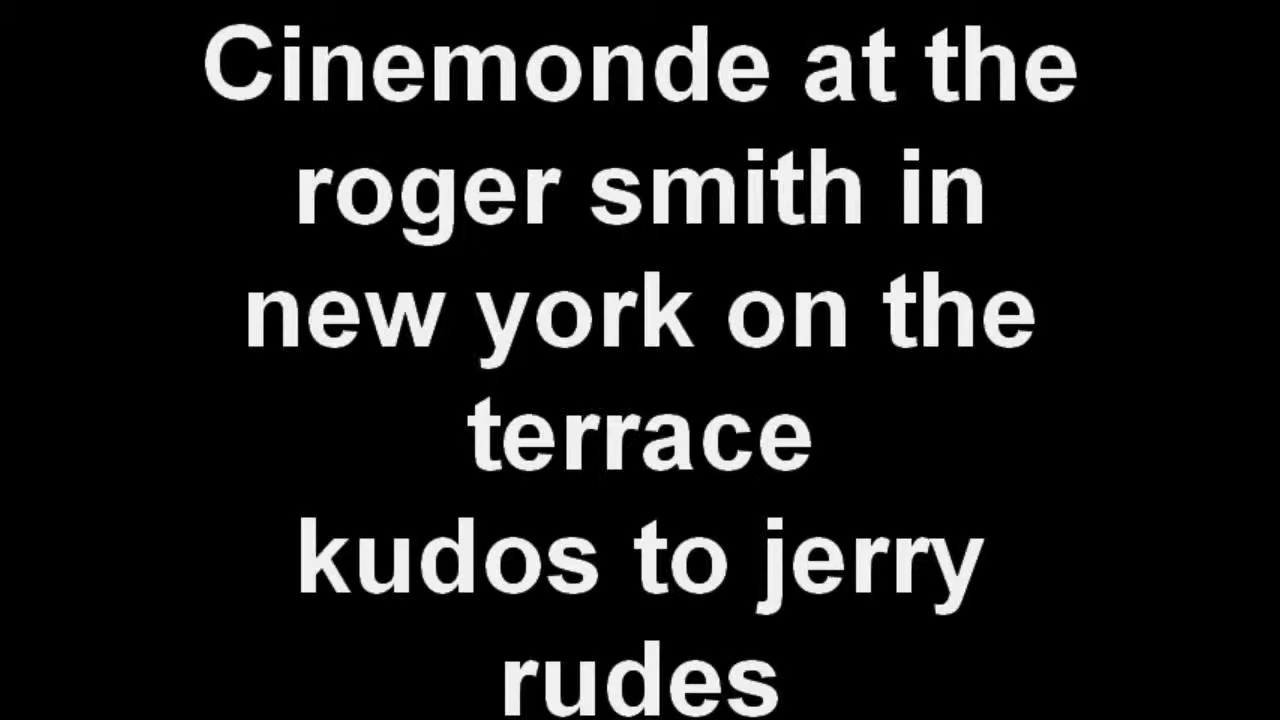 Cinemonde at the
roger smith in
new york on the
terrace
kudos to jerry
rudes